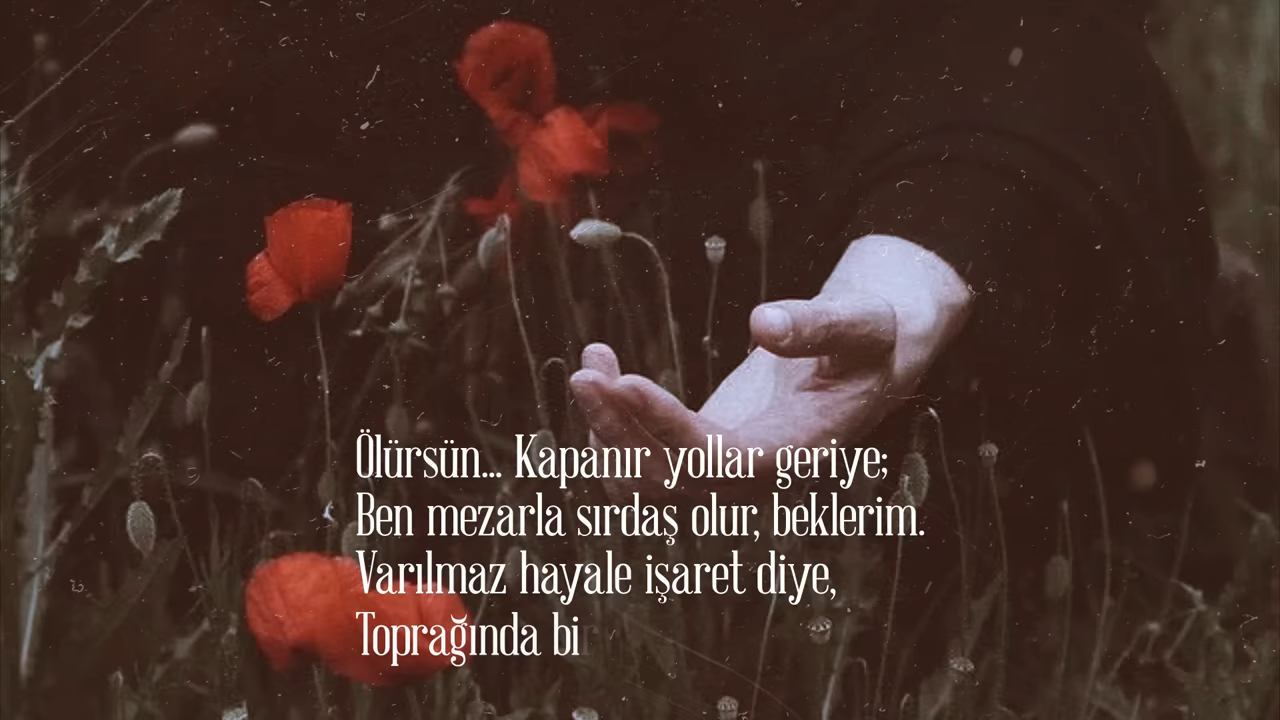 Ölürsün... Kapanır yollar geriye;
Ben mezarla sırdaş olur, beklerim.
Varılmaz hayale işaret diye,
Toprağında bi